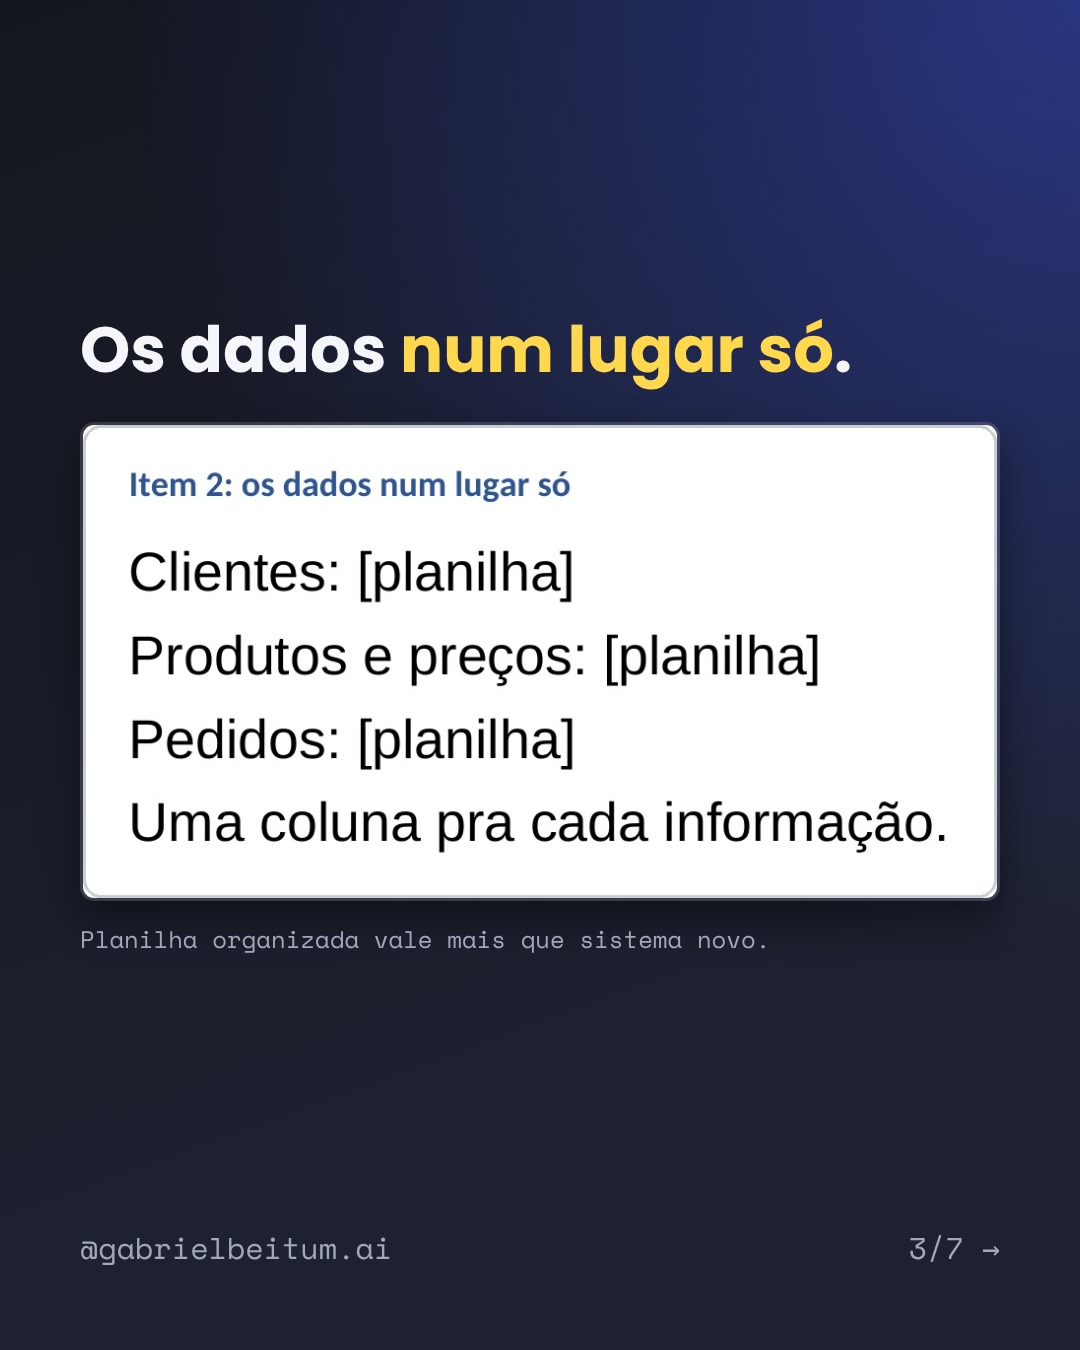 Os dados num lugar só.
Item 2: os dados num lugar só
Clientes: [planilha]
Produtos e preços: [planilha]
Pedidos: [planilha]
Uma coluna pra cada informação.
Planilha organizada vale mais que sistema novo.
@gabrielbeitum.ai
3/7 →